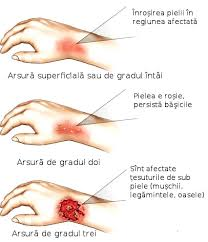 Înroșirea pielii în
regiunea afectată
Arsură superficială sau de gradul întâi
Pielea e roșie,
persistă bășicile
Arsură de gradul doi
Sînt afectate
țesuturile de sub
piele (mușchii,
legămintele, oasele)
Arsură de gradul trei